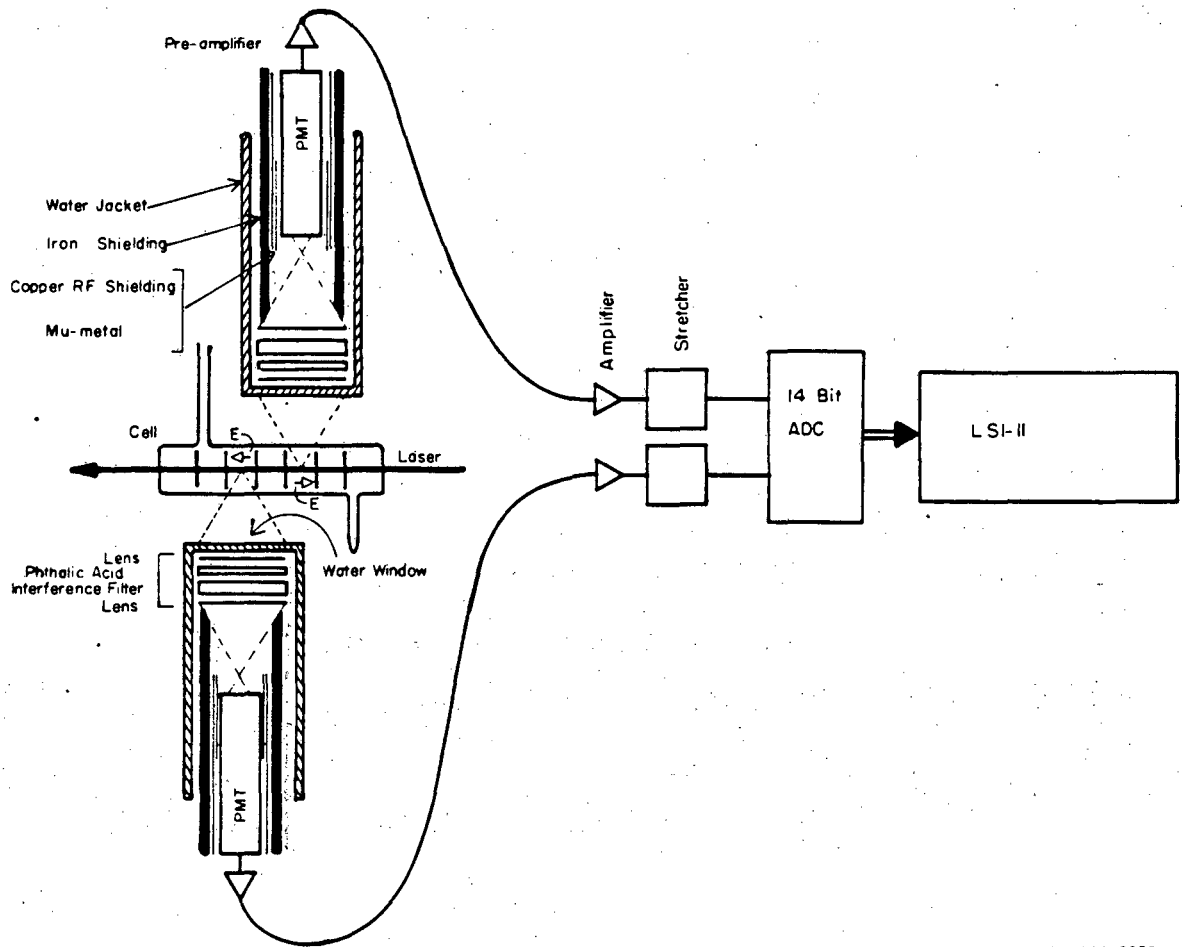 Pre-amplifier
PMT
Water Jacket
Iron Shielding
Copper RF Shielding
Mu-metal
Amplifier
Stretcher
14 Bit
ADC
LSI-II
Cell
E
Laser
E
Lens
Phthalic Acid
Interference Filter
Lens
Water Window
PMT